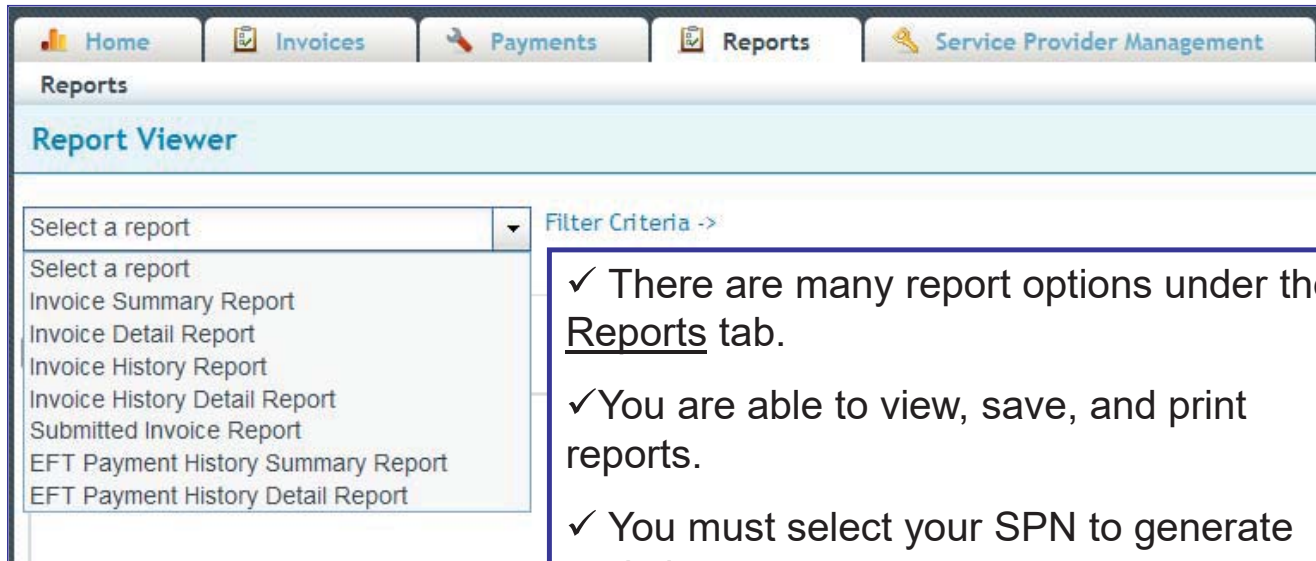 Home Invoices Payments Reports Service Provider Management
Reports
Report Viewer
Select a report
Filter Criteria ->
Select a report
Invoice Summary Report
Invoice Detail Report
Invoice History Report
Invoice History Detail Report
Submitted Invoice Report
EFT Payment History Summary Report
EFT Payment History Detail Report
✓ There are many report options under the
Reports tab.
✓You are able to view, save, and print
reports.
✓ You must select your SPN to generate